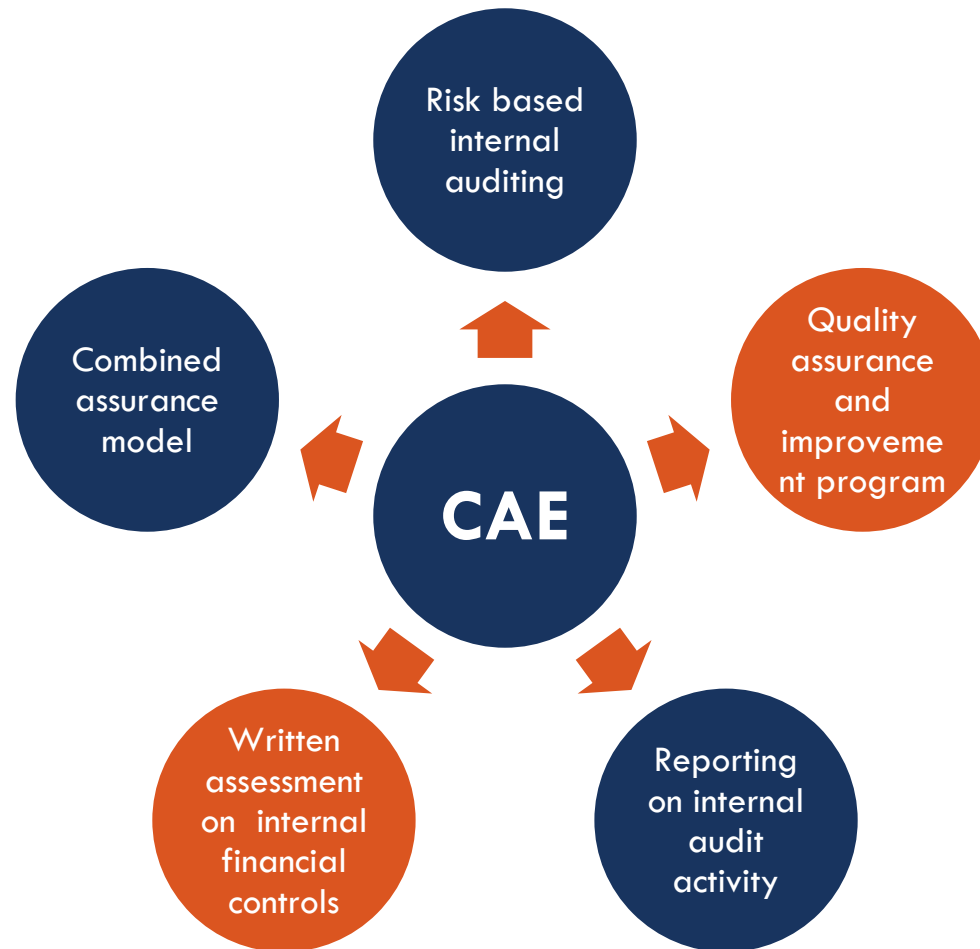 Risk based
internal
auditing
Combined
assurance
model
Quality
assurance
and
improveme
nt program
CAE
Written
assessment
on internal
financial
controls
Reporting
on internal
audit
activity